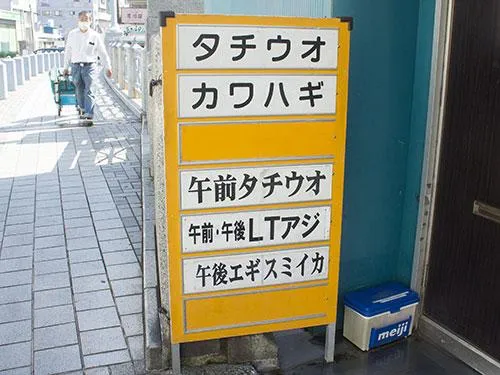 タチウオ
カワハギ
午前タチウオ
午前・午後LTアジ
午後エギスミイカ
meiji